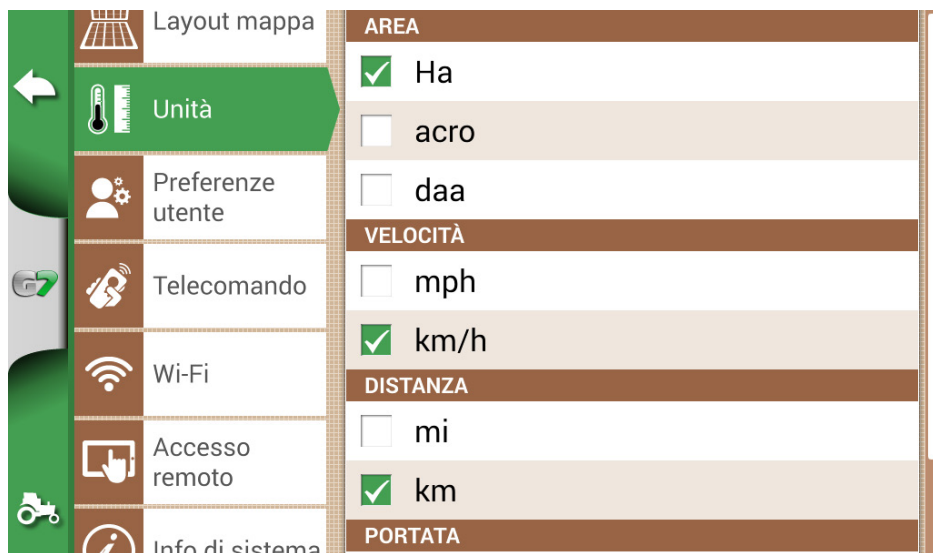 Layout mappa
Unità
Preferenze
utente
Telecomando
Wi-Fi
Accesso
remoto
Info di sistema
G7
AREA
Ha
acro
daa
VELOCITÀ
mph
km/h
DISTANZA
mi
km
PORTATA